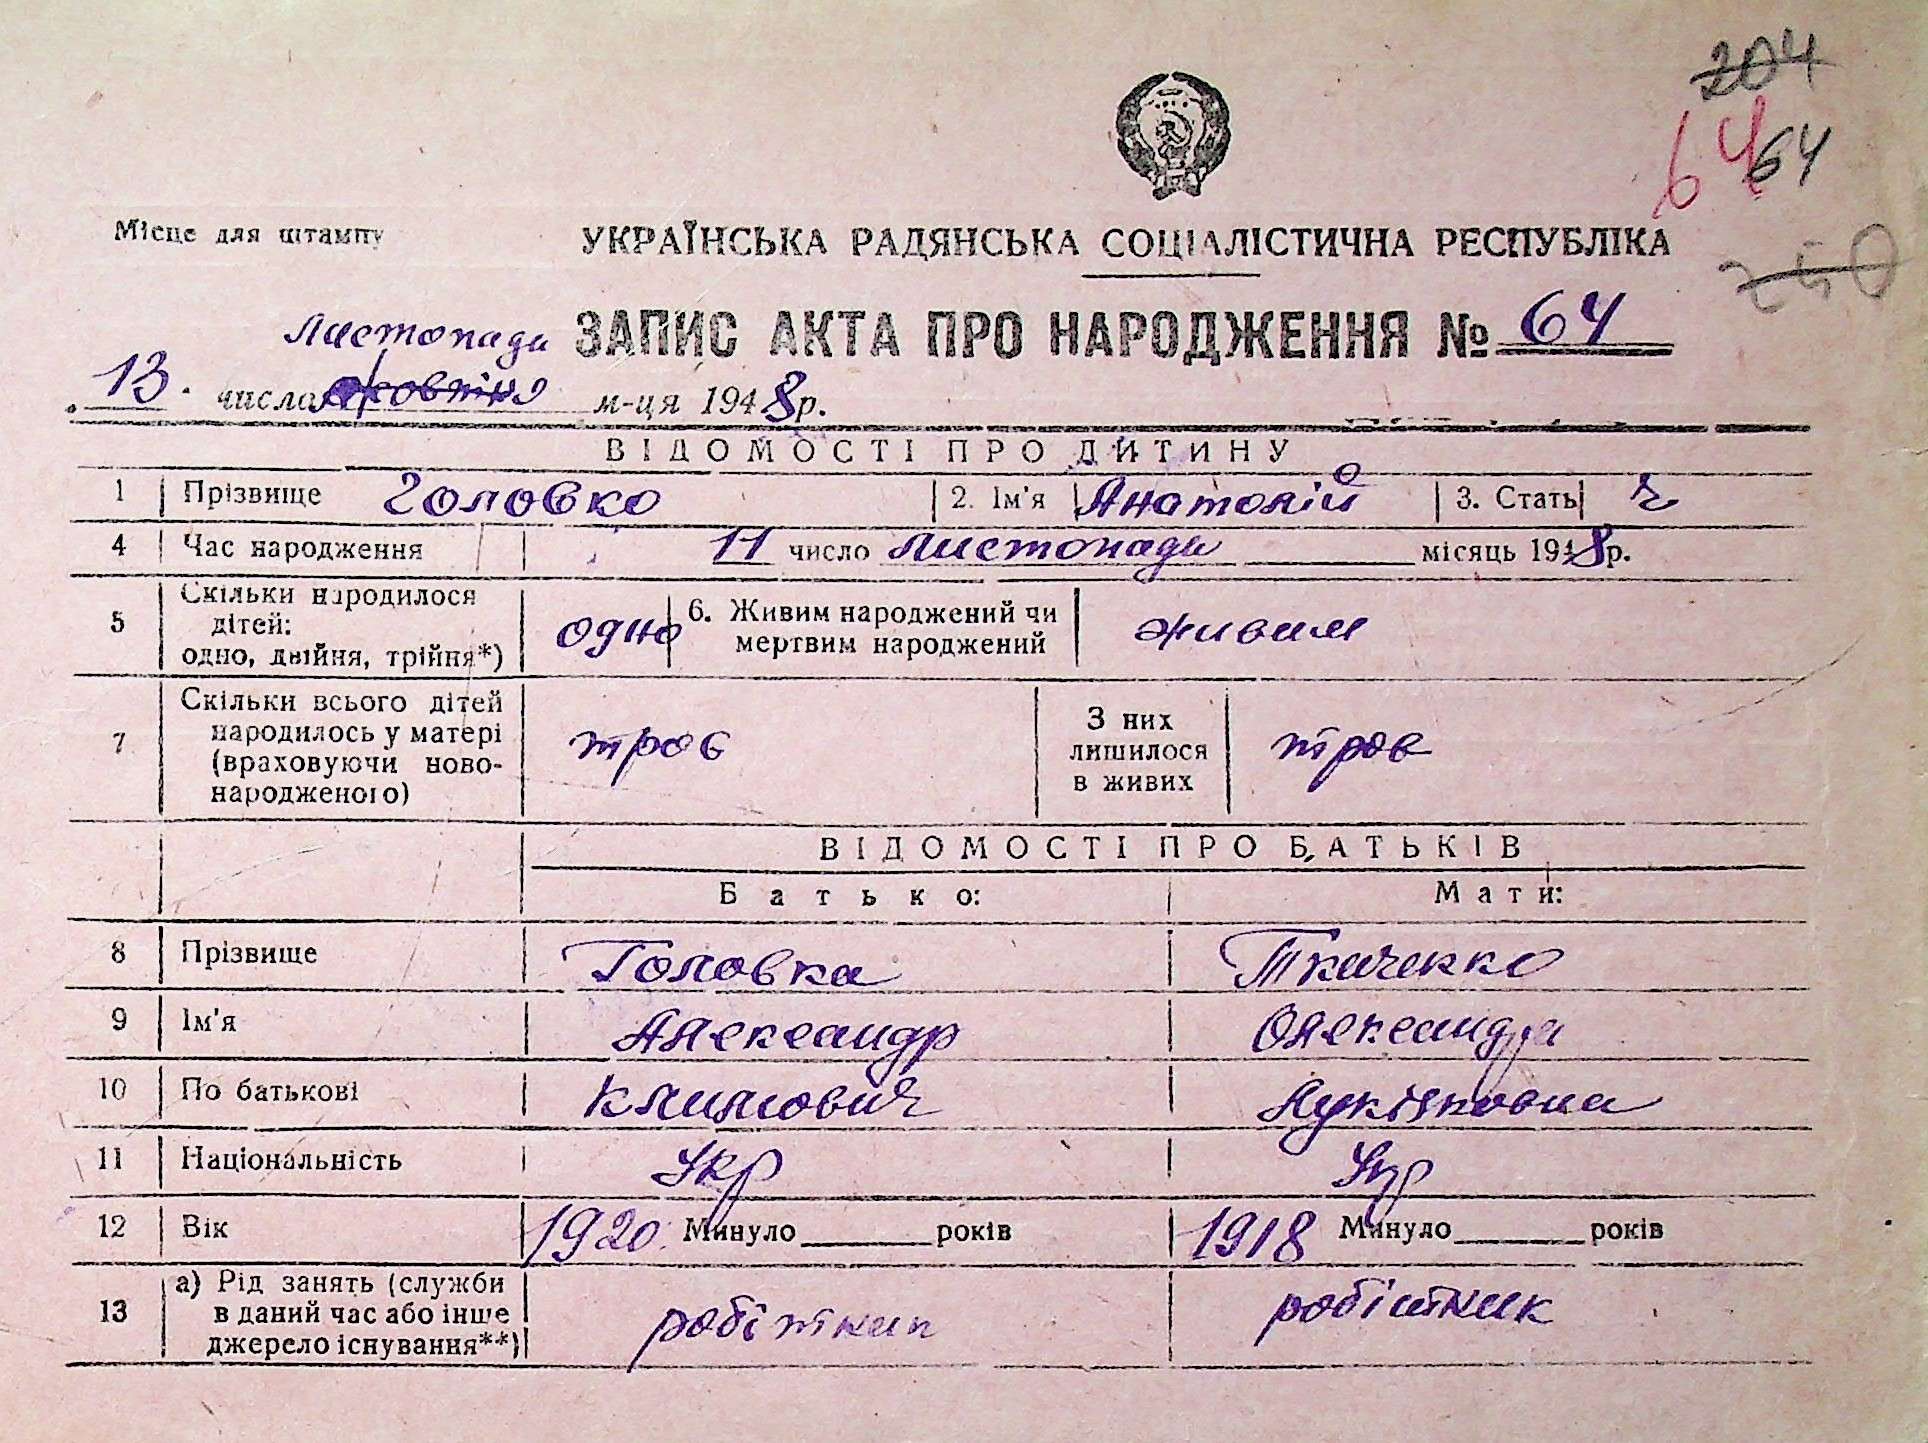 204
64 64
Місце для штампу
УКРАЇНСЬКА РАДЯНСЬКА СОЦІАЛІСТИЧНА РЕСПУБЛІКА
240
ЗАПИС АКТА ПРО НАРОДЖЕННЯ № 64
Листопада
13. числа жовтня м-ця 1948 р.
ВІДОМОСТІ ПРО ДИТИНУ
1 Прізвище Головко 2. Ім'я Анатолій 3. Стать ч
4 Час народження 11 число Листопада місяць 1948 р.
5 Скільки народилося дітей: одно, двійня, трійня*) одно 6. Живим народжений чи мертвим народжений живим
7 Скільки всього дітей народилось у матері (враховуючи новонародженого) троє З них лишилося в живих троє
ВІДОМОСТІ ПРО БАТЬКІВ
Батько: Мати:
8 Прізвище Головка Ткаченко
9 Ім'я Александр Олександра
10 По батькові Климович Лукішковна
11 Національність Укр Укр
12 Вік 1920 Минуло років 1918 Минуло років
13 а) Рід занять (служби в даний час або інше джерело існування**) робітник робітник